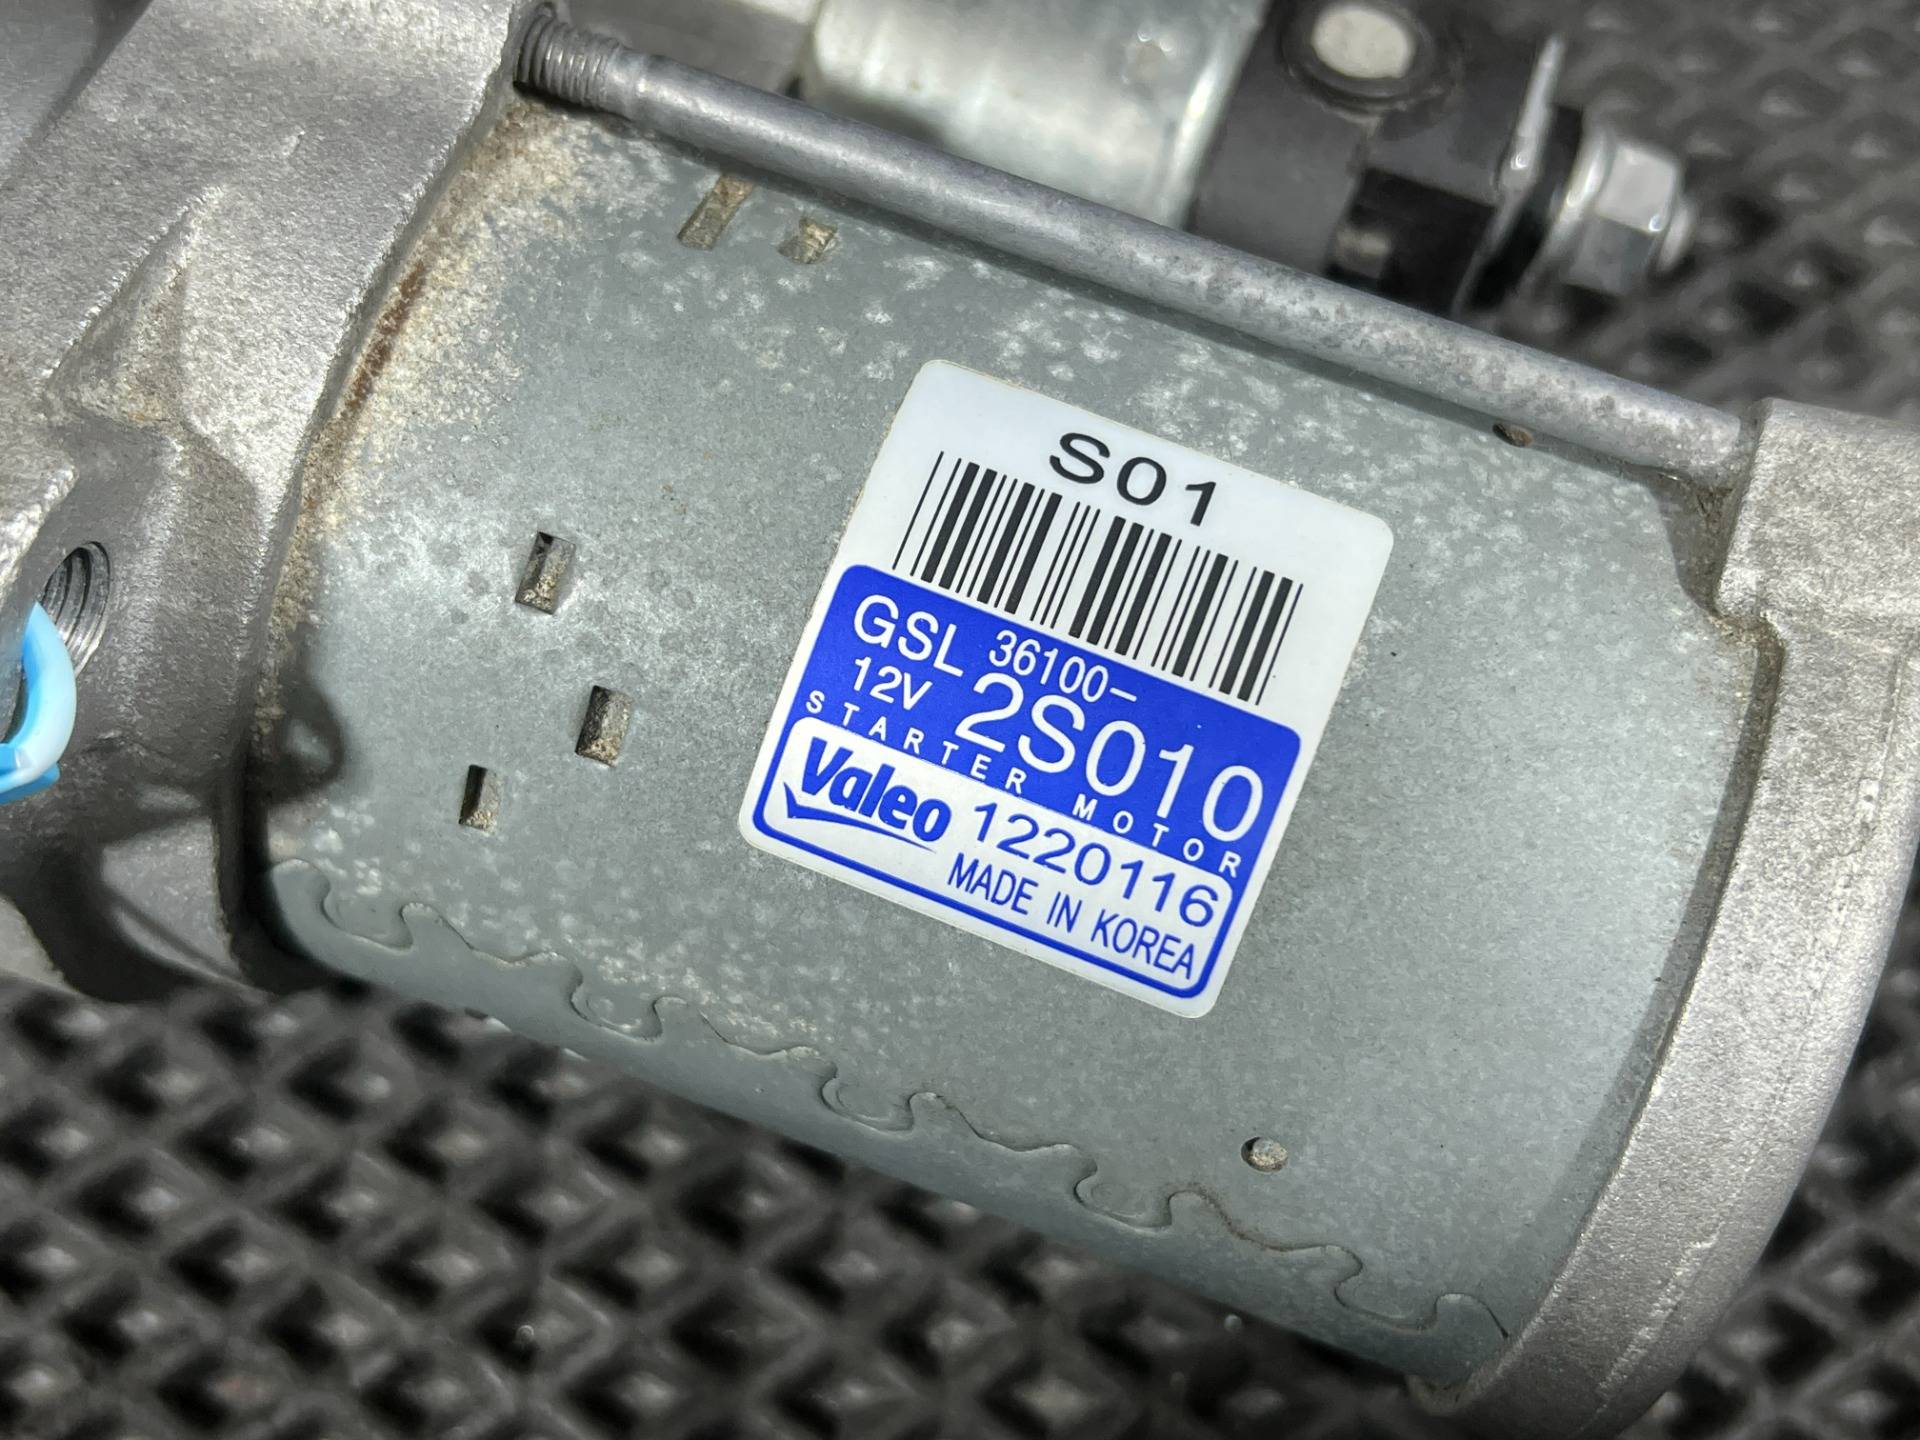 S01
GSL 36100-
12V 2S010
STARTER MOTOR
Valeo 1220116
MADE IN KOREA